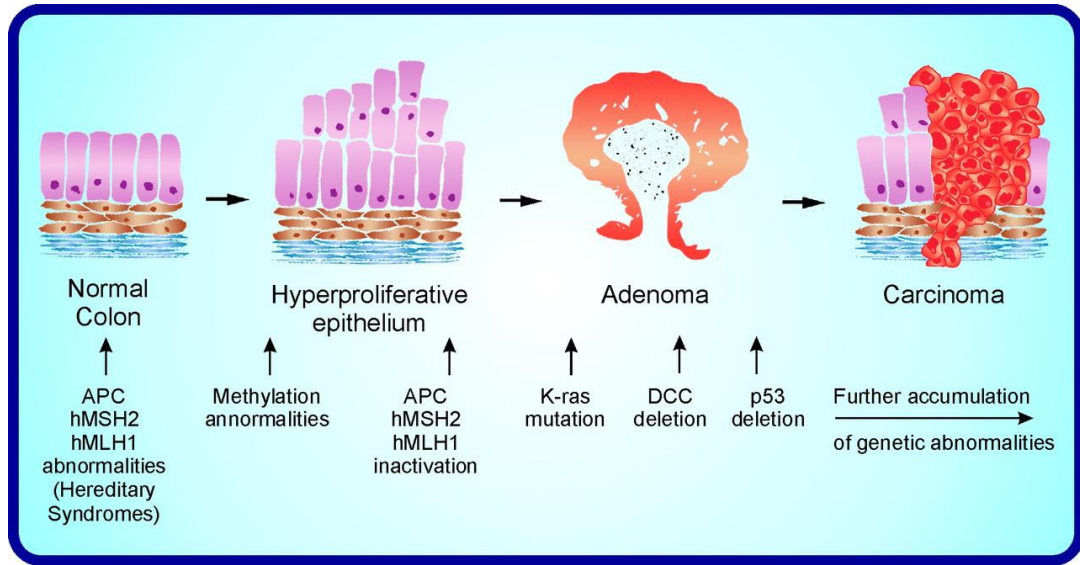 Normal
Colon
Hyperproliferative
epithelium
Adenoma
Carcinoma
APC
hMSH2
hMLH1
abnormalities
(Hereditary
Syndromes)
Methylation
annormalities
APC
hMSH2
hMLH1
inactivation
K-ras
mutation
DCC
deletion
p53
deletion
Further accumulation
of genetic abnormalities